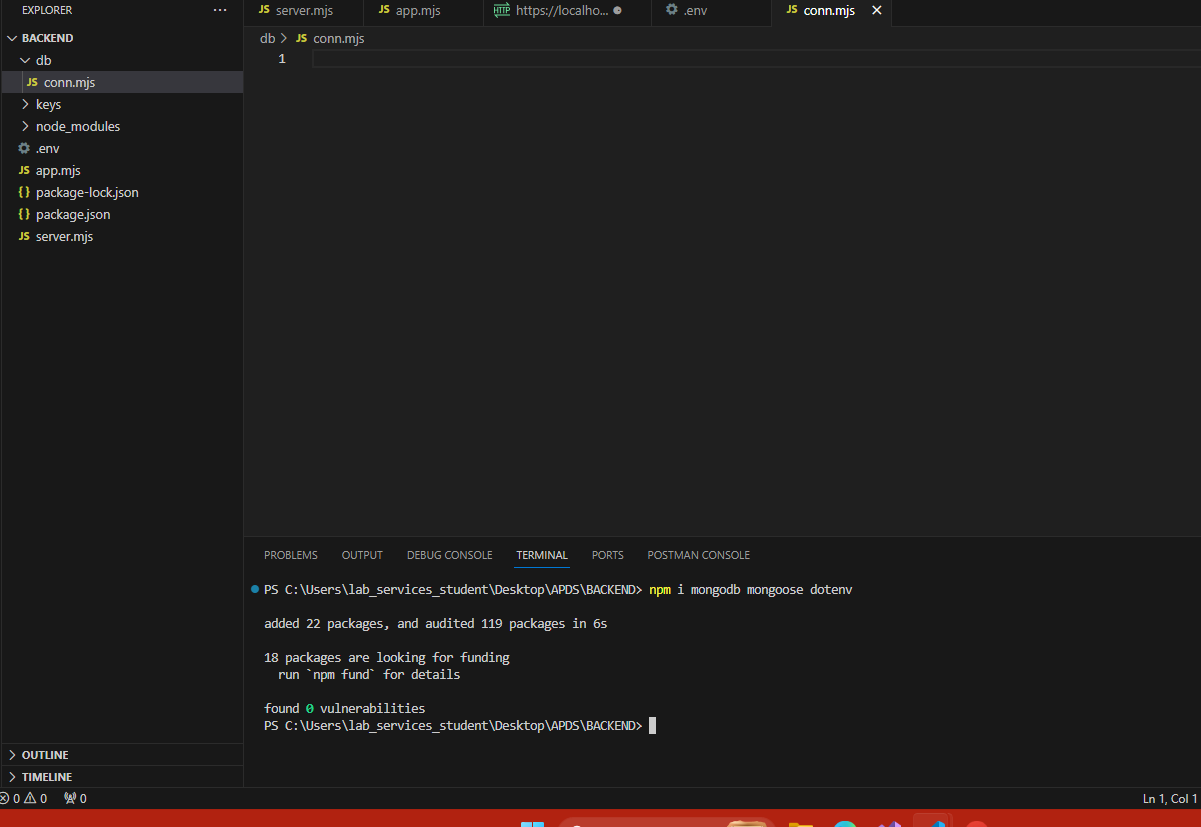 EXPLORER ...
JS server.mjs JS app.mjs HTTP https://localho... .env JS conn.mjs
BACKEND
db
JS conn.mjs
keys
node_modules
.env
JS app.mjs
{} package-lock.json
{} package.json
JS server.mjs
OUTLINE
TIMELINE
db > JS conn.mjs
1
PROBLEMS OUTPUT DEBUG CONSOLE TERMINAL PORTS POSTMAN CONSOLE
PS C:\Users\lab_services_student\Desktop\APDS\BACKEND> npm i mongodb mongoose dotenv
added 22 packages, and audited 119 packages in 6s
18 packages are looking for funding
run `npm fund` for details
found 0 vulnerabilities
PS C:\Users\lab_services_student\Desktop\APDS\BACKEND>
0 0 0 Ln 1, Col 1